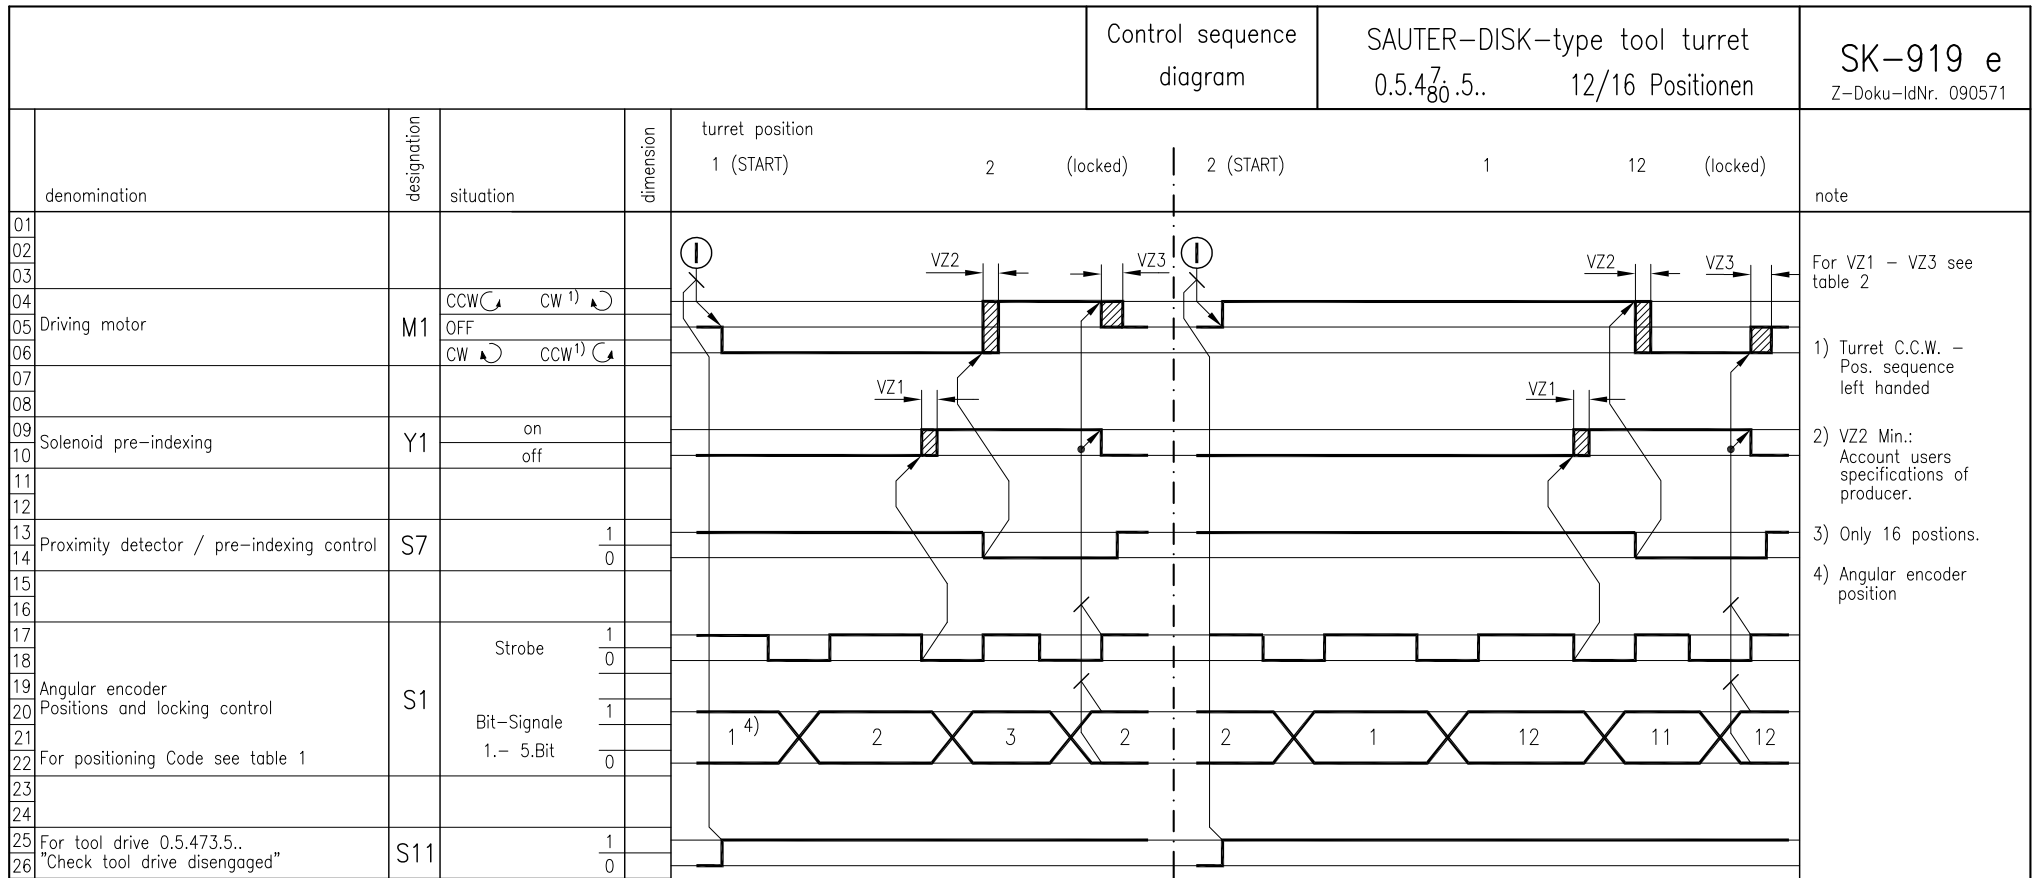 Control sequence
diagram
SAUTER-DISK-type tool turret
0.5.4 7. 80 .5.. 12/16 Positionen
SK-919 e
Z-Doku-IdNr. 090571
denomination
designation
situation
dimension
turret position
1 (START) 2 (locked) 2 (START) 1 12 (locked)
note
01
02
03
VZ2 VZ3 VZ2 VZ3
For VZ1 - VZ3 see
table 2
04
05 Driving motor M1
06
CCW CW 1)
OFF
CW CCW 1)
1) Turret C.C.W. -
Pos. sequence
left handed
07
08
VZ1 VZ1
09
10
Solenoid pre-indexing Y1
on
off
2) VZ2 Min.:
Account users
specifications of
producer.
11
12
13
14
Proximity detector / pre-indexing control S7
1
0
3) Only 16 postions.
4) Angular encoder
position
15
16
17
18
Strobe
1
0
19
20
21
22
Angular encoder
Positions and locking control
For positioning Code see table 1
S1
Bit-Signale
1.- 5.Bit
1
0
1 4) 2 3 2 2 1 12 11 12
23
24
25
26
For tool drive 0.5.473.5..
"Check tool drive disengaged"
S11
1
0